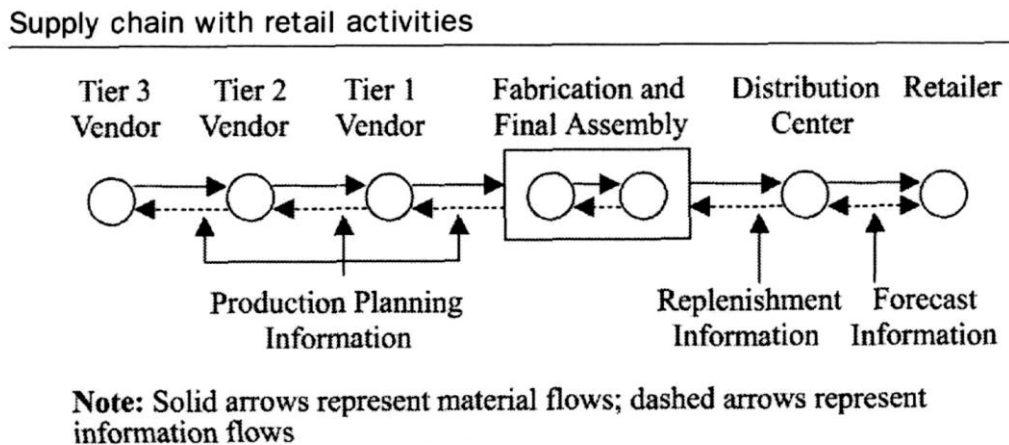 Supply chain with retail activities
Tier 3 Tier 2 Tier 1 Fabrication and Distribution Retailer
Vendor Vendor Vendor Final Assembly Center
Production Planning Replenishment Forecast
Information Information Information
Note: Solid arrows represent material flows; dashed arrows represent
information flows